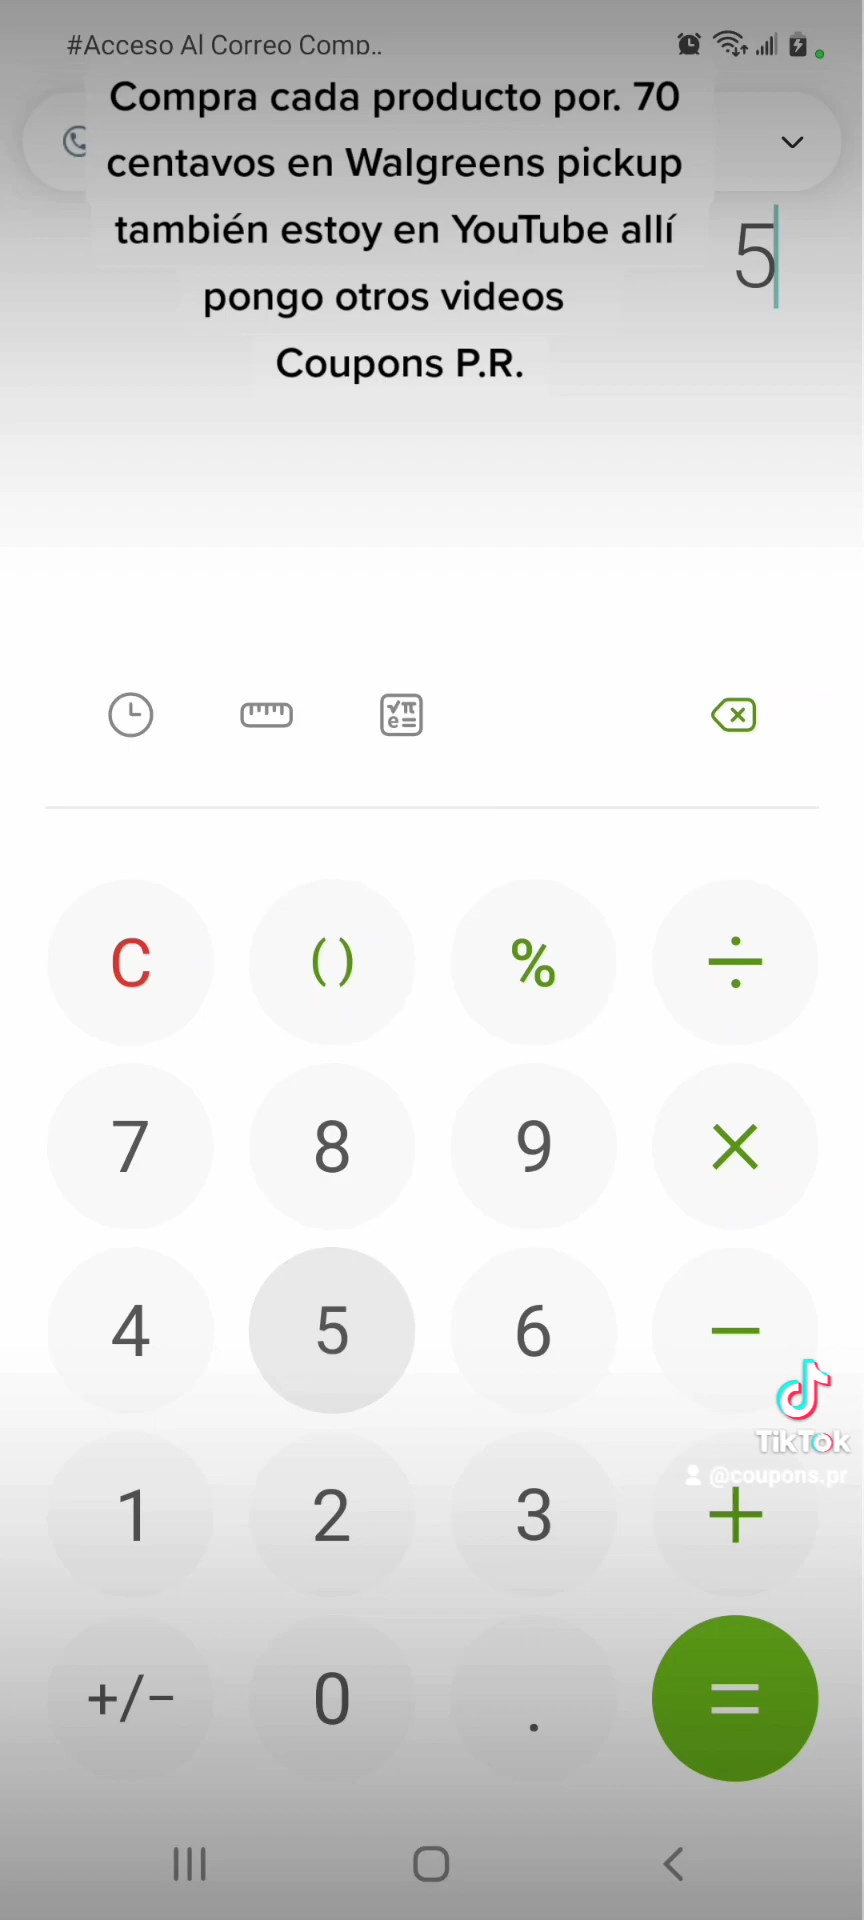 #Acceso Al Correo Comp..
Compra cada producto por. 70
centavos en Walgreens pickup
también estoy en YouTube allí
pongo otros videos
Coupons P.R.
5
√π
e=
C
()
%
÷
7
8
9
×
4
5
6
−
TikTok
@coupons.pr
1
2
3
+
+/−
0
.
=